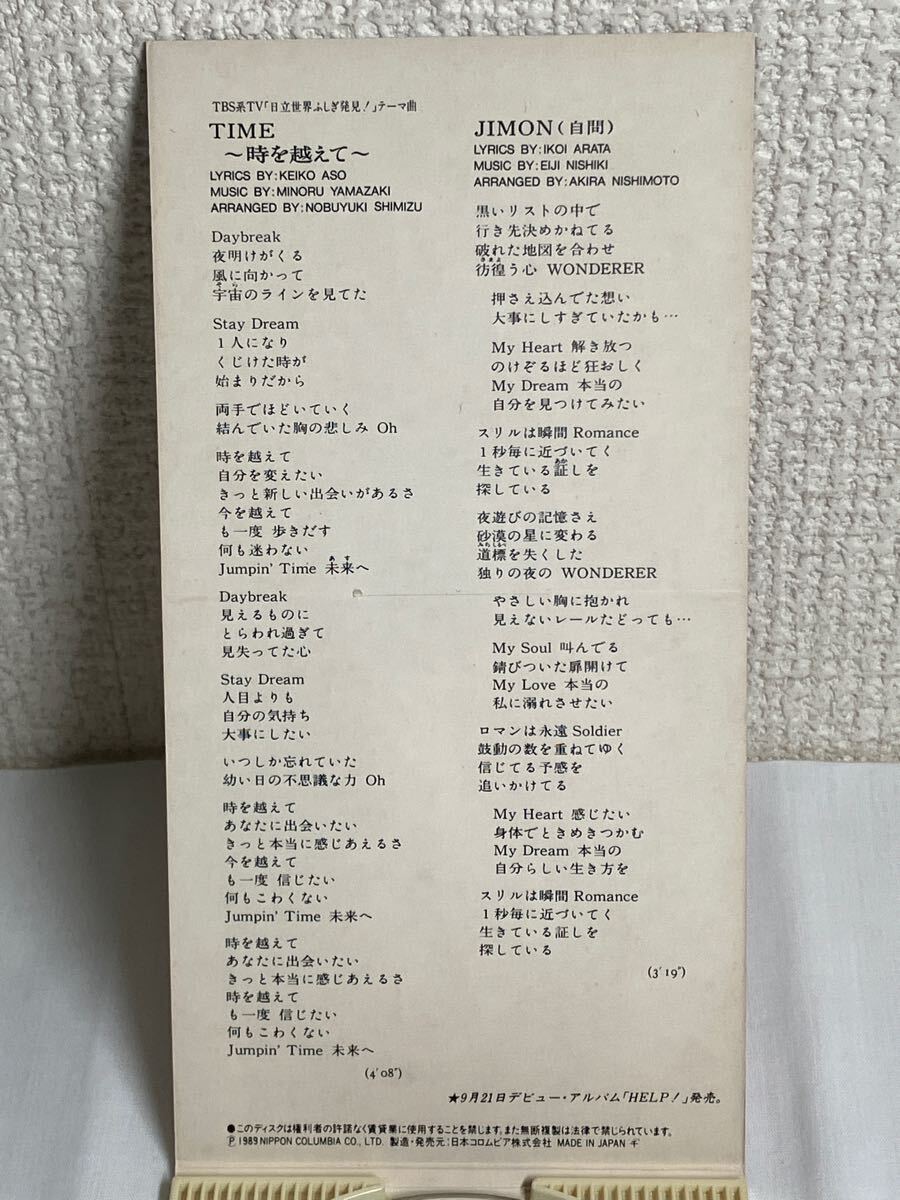 TBS系TV「日立世界ふしぎ発見!」テーマ曲
TIME
〜時を越えて〜
LYRICS BY:KEIKO ASO
MUSIC BY:MINORU YAMAZAKI
ARRANGED BY:NOBUYUKI SHIMIZU
Daybreak
夜明けがくる
風に向かって
そら
宇宙のラインを見てた
Stay Dream
1人になり
くじけた時が
始まりだから
両手でほどいていく
結んでいた胸の悲しみ Oh
時を越えて
自分を変えたい
きっと新しい出会いがあるさ
今を越えて
も一度 歩きだす
何も迷わない
あす
Jumpin' Time 未来へ
Daybreak
見えるものに
とらわれ過ぎて
見失ってた心
Stay Dream
人目よりも
自分の気持ち
大事にしたい
いつしか忘れていた
幼い日の不思議な力 Oh
時を越えて
あなたに出会いたい
きっと本当に感じあえるさ
今を越えて
も一度 信じたい
何もこわくない
Jumpin' Time 未来へ
時を越えて
あなたに出会いたい
きっと本当に感じあえるさ
時を越えて
も一度 信じたい
何もこわくない
Jumpin' Time 未来へ
(4'08")
JIMON(自問)
LYRICS BY:IKOI ARATA
MUSIC BY:EIJI NISHIKI
ARRANGED BY:AKIRA NISHIMOTO
黒いリストの中で
行き先決めかねてる
破れた地図を合わせ
さまよ
彷徨う心 WONDERER
押さえ込んでた想い
大事にしすぎていたかも…
My Heart 解き放つ
のけぞるほど狂おしく
My Dream 本当の
自分を見つけてみたい
スリルは瞬間 Romance
1秒毎に近づいてく
あか
生きている証しを
探している
夜遊びの記憶さえ
砂漠の星に変わる
みちしるべ
道標を失くした
独りの夜の WONDERER
やさしい胸に抱かれ
見えないレールたどっても…
My Soul 叫んでる
錆びついた扉開けて
My Love 本当の
私に溺れさせたい
ロマンは永遠 Soldier
鼓動の数を重ねてゆく
信じてる予感を
追いかけてる
My Heart 感じたい
身体でときめきつかむ
My Dream 本当の
自分らしい生き方を
スリルは瞬間 Romance
1秒毎に近づいてく
生きている証しを
探している
(3'19")
★9月21日デビュー・アルバム「HELP!」発売。
●このディスクは権利者の許諾なく賃貸業に使用することを禁じます。また無断複製は法律で禁じられています。
Ⓟ1989 NIPPON COLUMBIA CO., LTD. 製造・発売元:日本コロムビア株式会社 MADE IN JAPAN